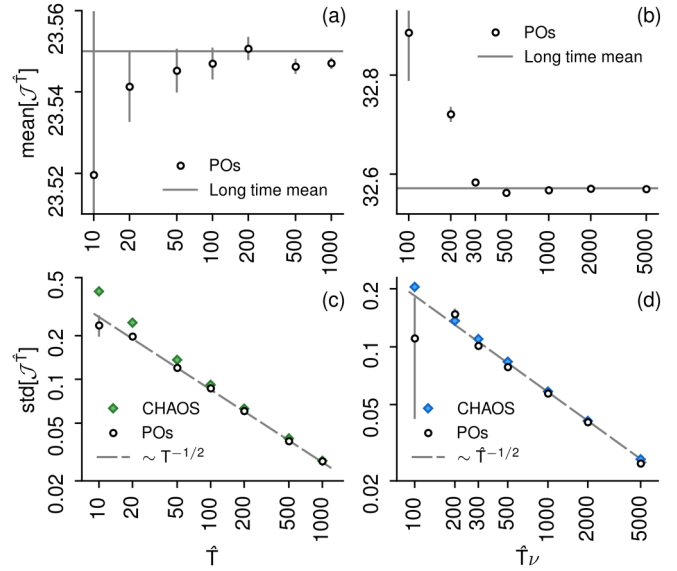 (a)
23.56
23.54
23.52
mean[𝒥^T̂]
POs
Long time mean
10
20
50
100
200
500
1000
(b)
32.8
32.6
POs
Long time mean
100
200
300
500
1000
2000
5000
(c)
0.5
0.2
0.1
0.05
0.02
std[𝒥^T̂]
CHAOS
POs
~ T^{-1/2}
10
20
50
100
200
500
1000
T̂
(d)
0.2
0.1
0.05
0.02
CHAOS
POs
~ T̂^{-1/2}
100
200
300
500
1000
2000
5000
T̂ν